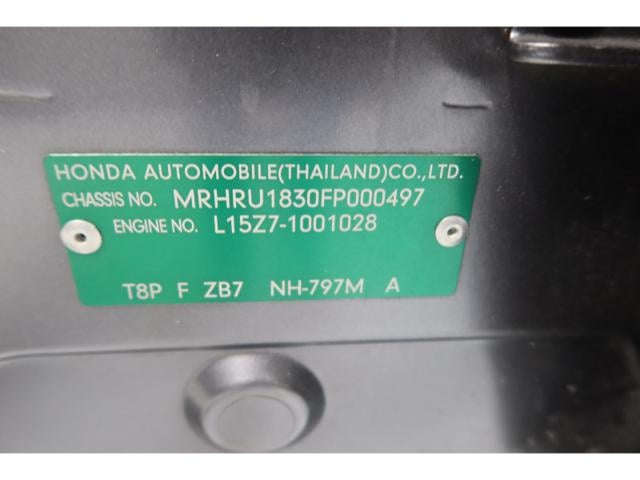 HONDA AUTOMOBILE(THAILAND)CO.,LTD.
CHASSIS NO. MRHRU1830FP000497
ENGINE NO. L15Z7-1001028
T8P F ZB7 NH-797M A